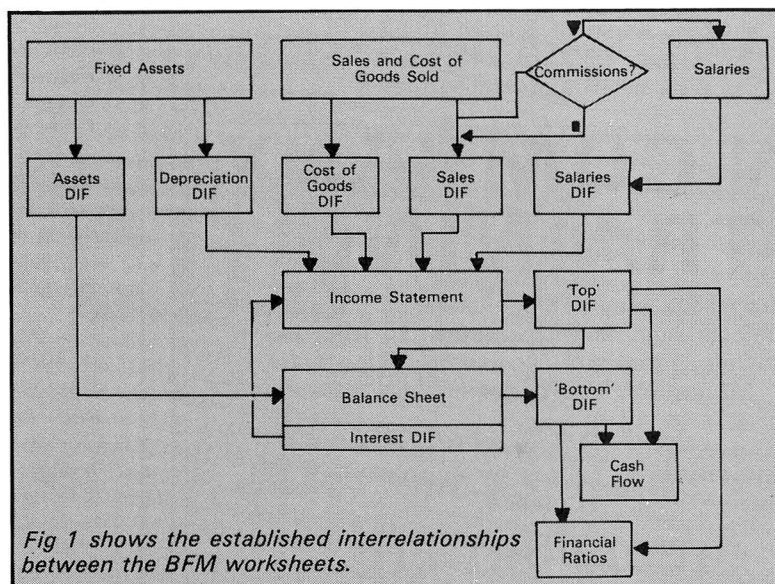 Fixed Assets
Sales and Cost of
Goods Sold
Commissions?
Salaries
Assets
DIF
Depreciation
DIF
Cost of
Goods
DIF
Sales
DIF
Salaries
DIF
Income Statement
'Top'
DIF
Balance Sheet
Interest DIF
'Bottom'
DIF
Cash
Flow
Financial
Ratios
Fig 1 shows the established interrelationships
between the BFM worksheets.